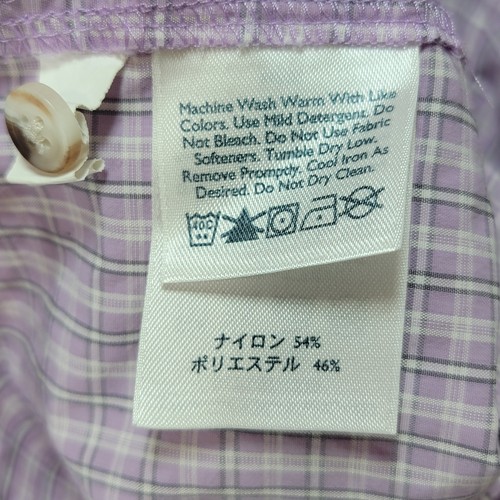 Machine Wash Warm With Like
Colors. Use Mild Detergent. Do
Not Bleach. Do Not Use Fabric
Softeners. Tumble Dry Low.
Remove Promptly. Cool Iron As
Desired. Do Not Dry Clean.
40C
ナイロン 54%
ポリエステル 46%